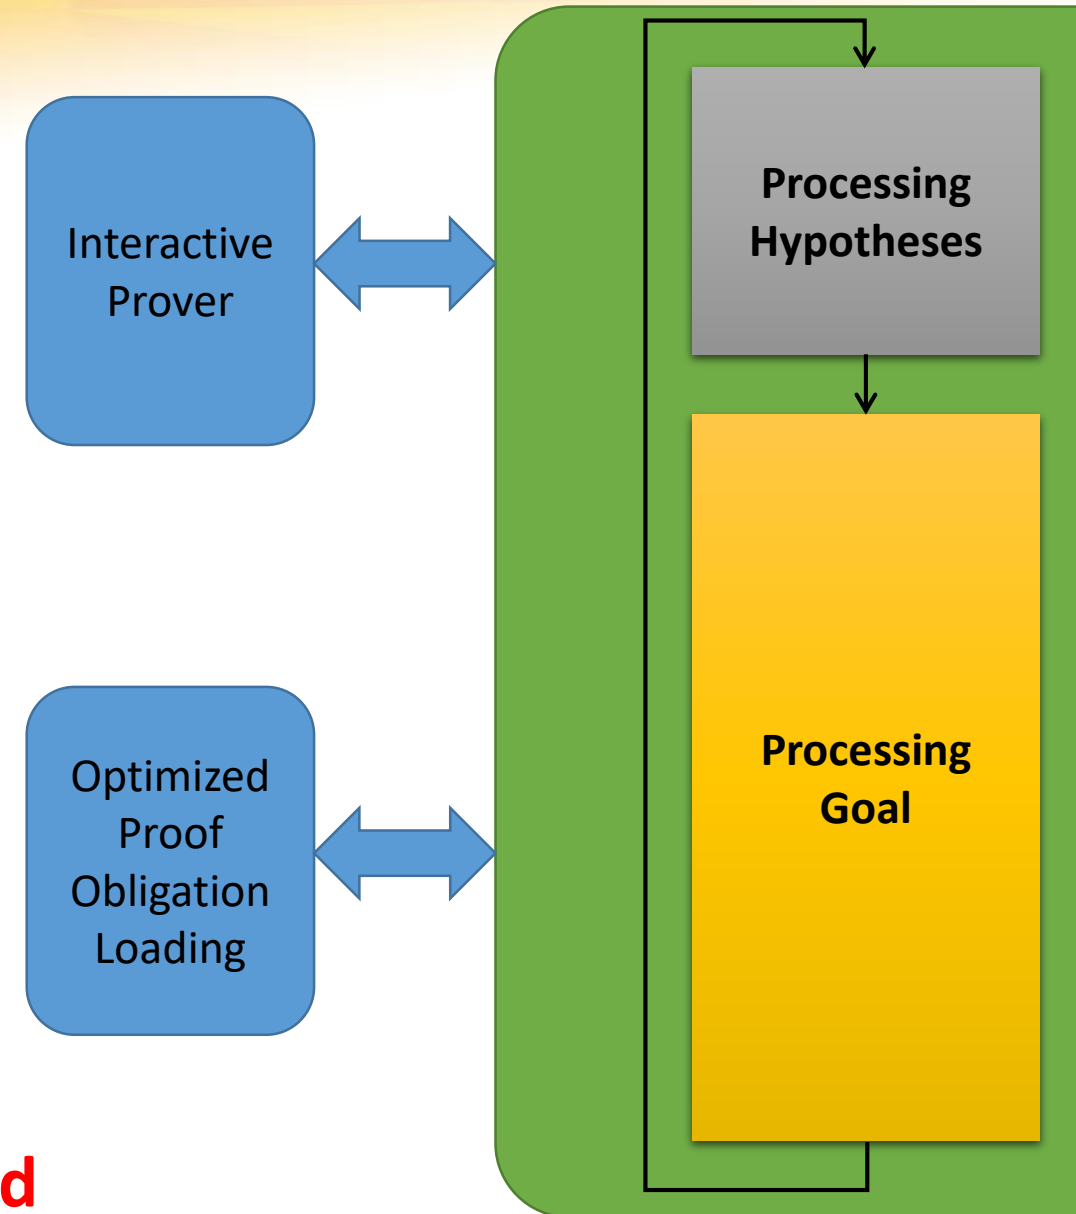 Interactive
Prover
Processing
Hypotheses
Optimized
Proof
Obligation
Loading
Processing
Goal
d